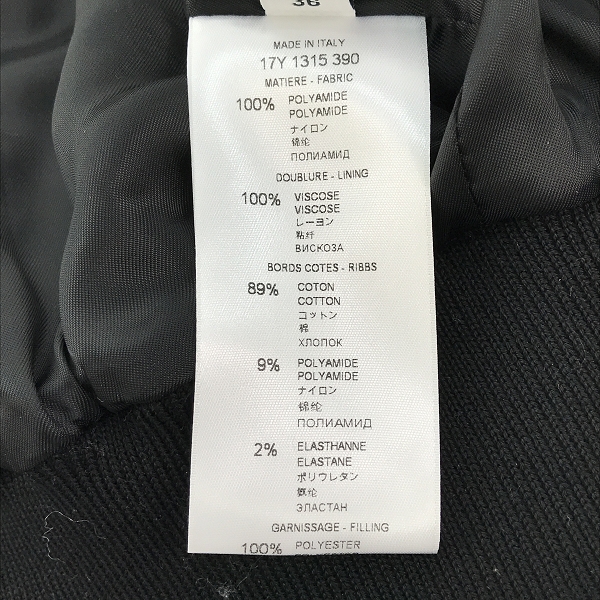 36
MADE IN ITALY
17Y 1315 390
MATIERE - FABRIC
100% POLYAMIDE
POLYAMIDE
ナイロン
锦纶
ПОЛИАМИД
DOUBLURE - LINING
100% VISCOSE
VISCOSE
レーヨン
粘纤
ВИСКОЗА
BORDS COTES - RIBBS
89% COTON
COTTON
コットン
棉
ХЛОПОК
9% POLYAMIDE
POLYAMIDE
ナイロン
锦纶
ПОЛИАМИД
2% ELASTHANNE
ELASTANE
ポリウレタン
氨纶
ЭЛАСТАН
GARNISSAGE - FILLING
100% POLYESTER